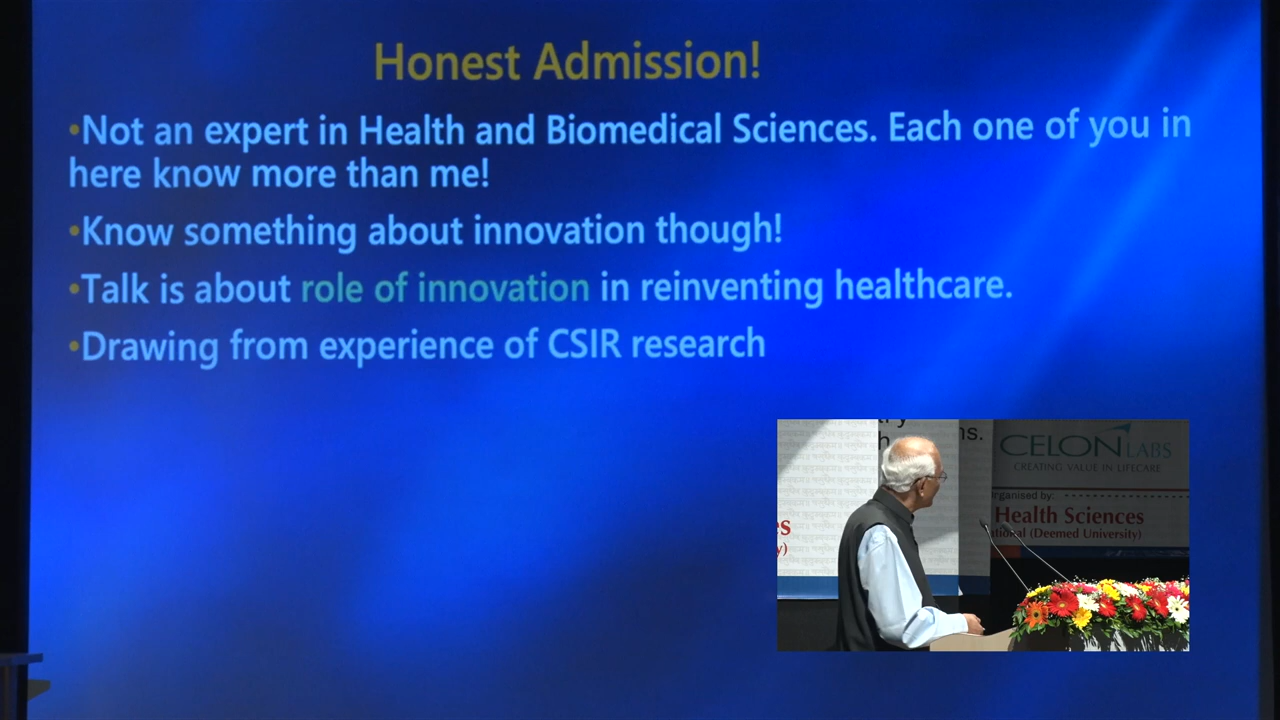 Honest Admission!
•Not an expert in Health and Biomedical Sciences. Each one of you in
here know more than me!
•Know something about innovation though!
•Talk is about role of innovation in reinventing healthcare.
•Drawing from experience of CSIR research
CELON LABS
CREATING VALUE IN LIFECARE
Health Sciences
(Deemed University)